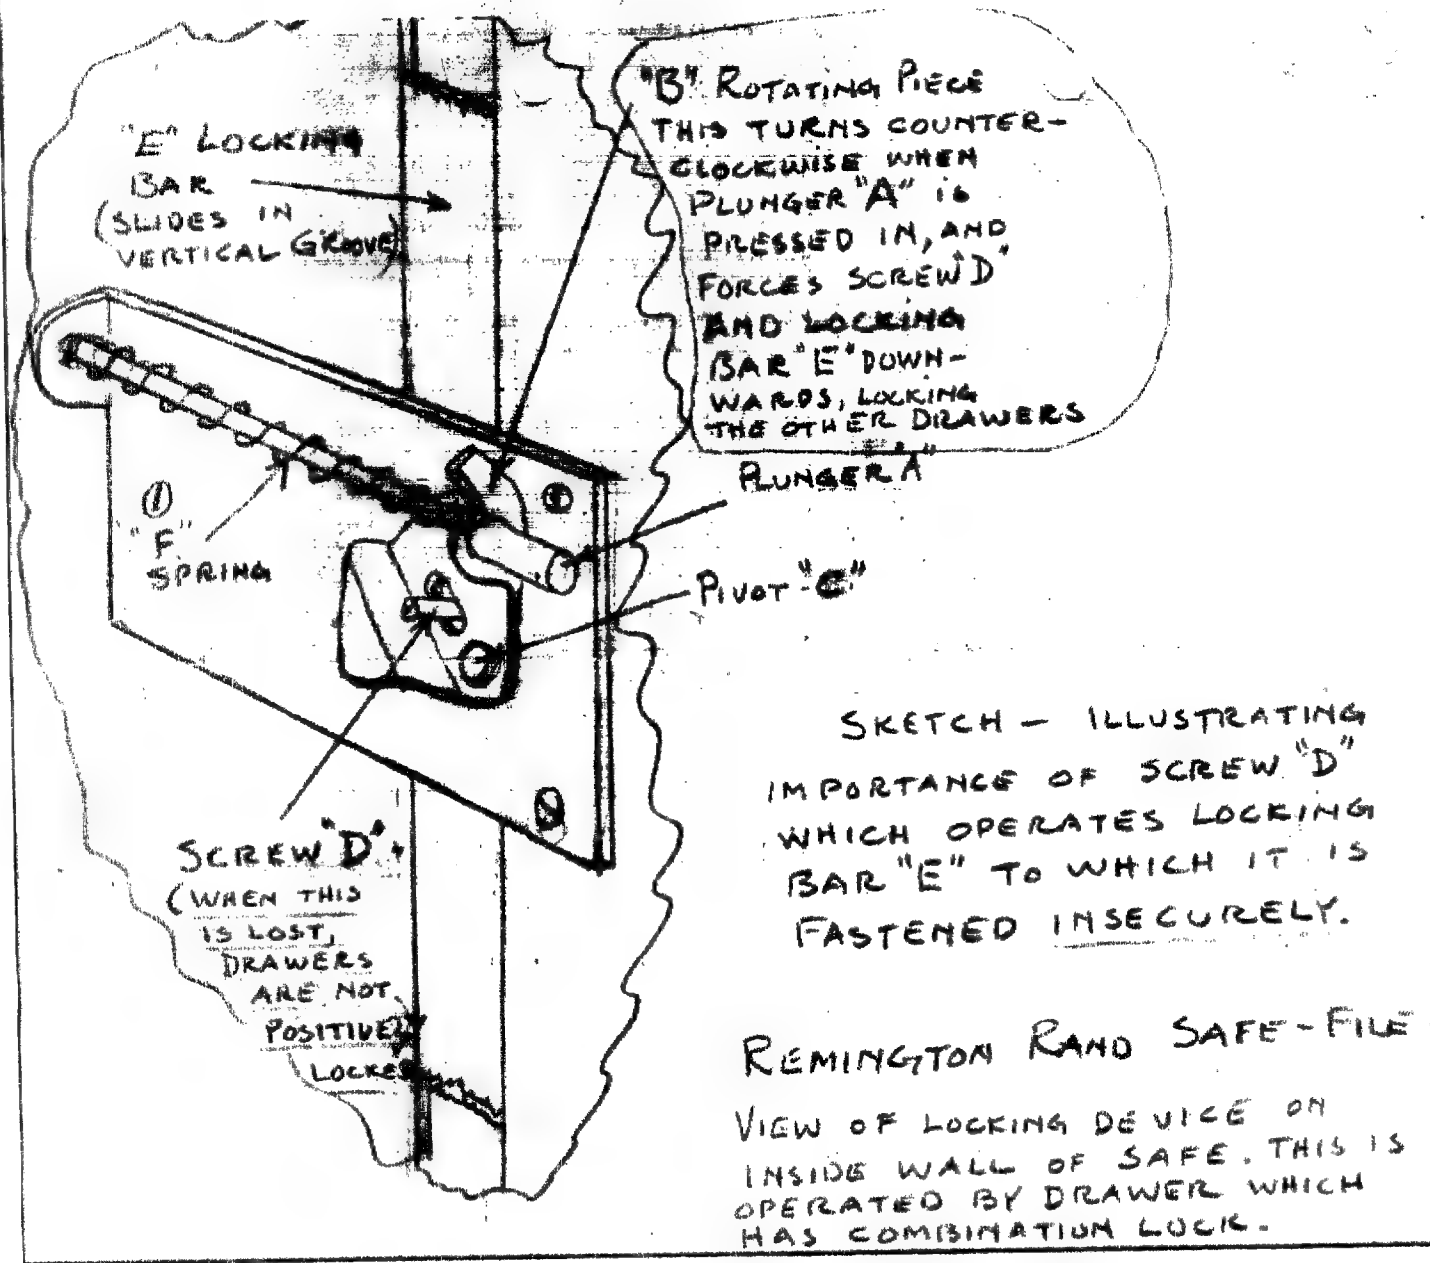 "E" LOCKING
BAR
(SLIDES IN
VERTICAL GROOVE)
"B" ROTATING PIECE
THIS TURNS COUNTER-
CLOCKWISE WHEN
PLUNGER "A" IS
PRESSED IN, AND
FORCES SCREW "D"
AND LOCKING
BAR "E" DOWN-
WARDS, LOCKING
THE OTHER DRAWERS
PLUNGER "A"
①
"F"
SPRING
PIVOT "C"
SCREW "D"
(WHEN THIS
IS LOST,
DRAWERS
ARE NOT
POSITIVELY
LOCKED
SKETCH - ILLUSTRATING
IMPORTANCE OF SCREW "D"
WHICH OPERATES LOCKING
BAR "E" TO WHICH IT IS
FASTENED INSECURELY.
REMINGTON RAND SAFE-FILE
VIEW OF LOCKING DEVICE ON
INSIDE WALL OF SAFE. THIS IS
OPERATED BY DRAWER WHICH
HAS COMBINATION LOCK.